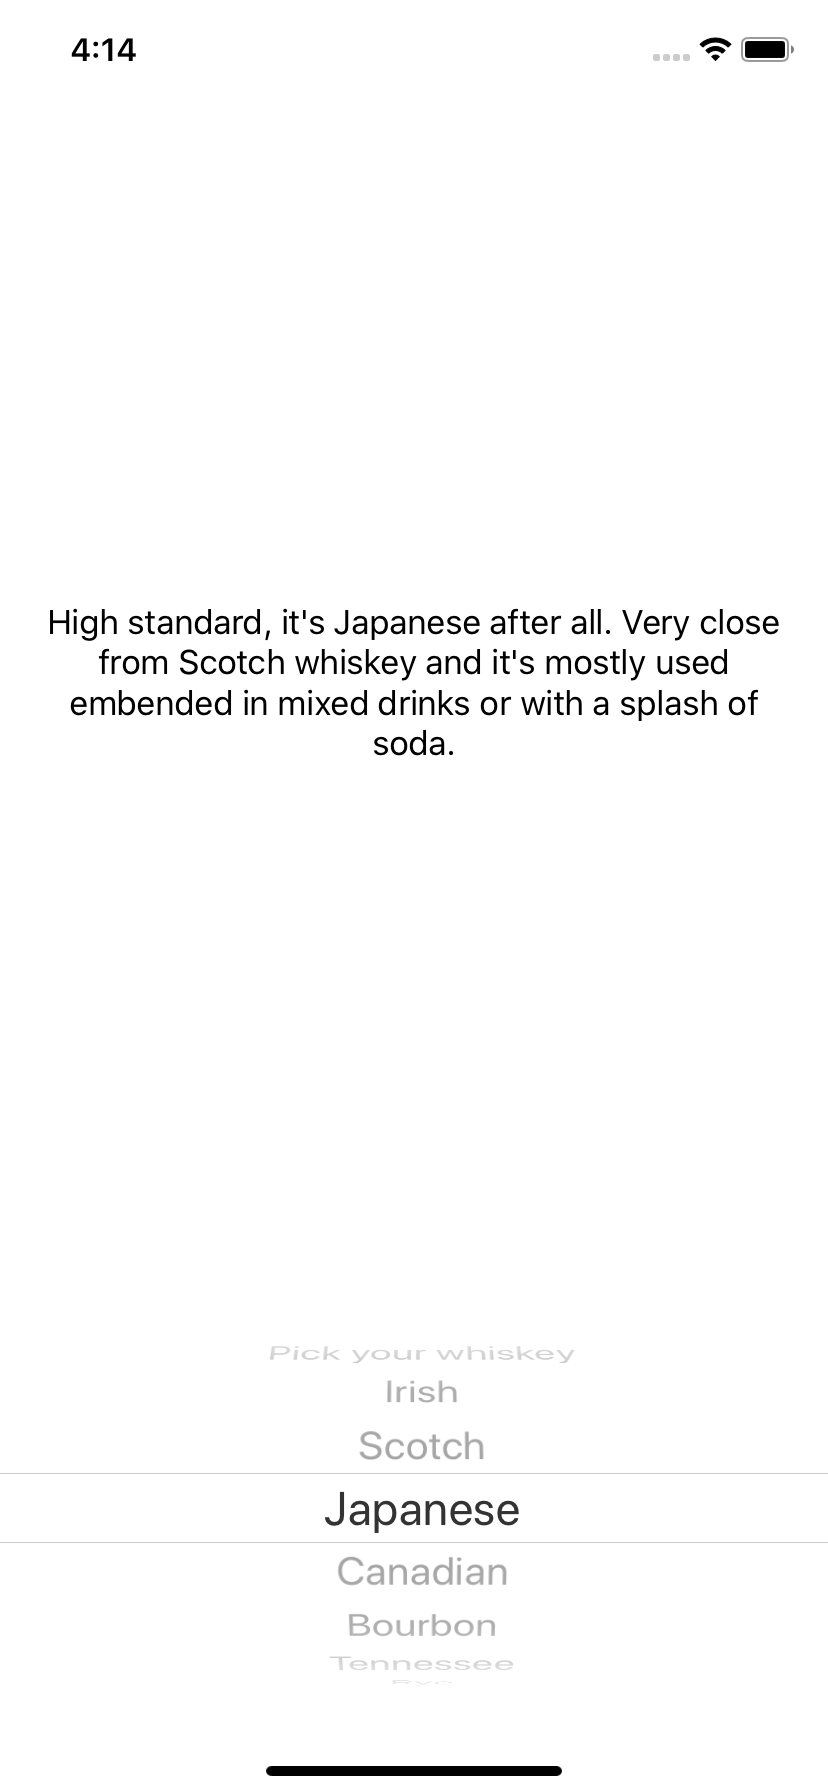 4:14
High standard, it's Japanese after all. Very close
from Scotch whiskey and it's mostly used
embended in mixed drinks or with a splash of
soda.
Pick your whiskey
Irish
Scotch
Japanese
Canadian
Bourbon
Tennessee